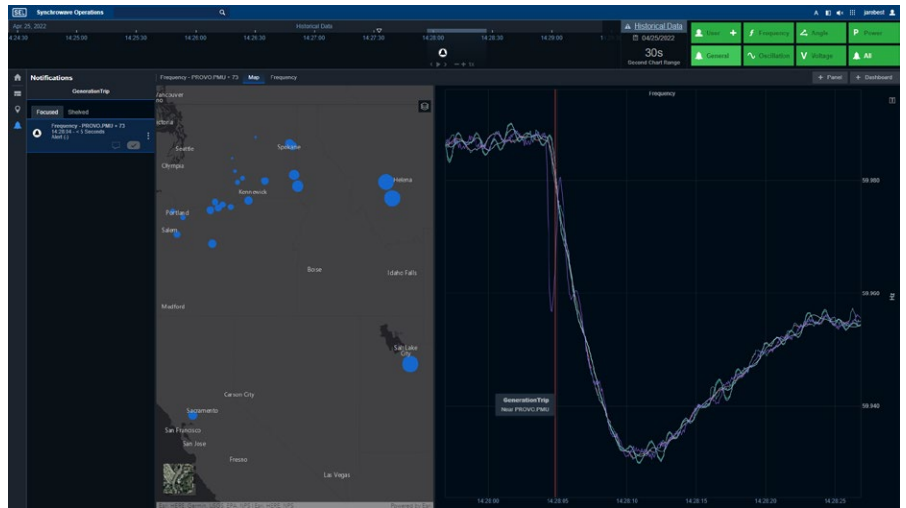 SEL Synchrowave Operations
jambest
Apr 25, 2022
Historical Data
14:25:00
14:25:30
14:26:00
14:26:30
14:27:00
14:27:30
14:28:00
14:28:30
14:29:00
Historical Data
04/25/2022
30s
Second Chart Range
User +
Frequency
Angle
P Power
General
Oscillation
V Voltage
All
Notifications
GenerationTrip
Focused Shelved
Frequency - PROVO.PMU + 73
Frequency - PROVO.PMU + 73 Map Frequency
+ Panel + Dashboard
Vancouver
Seattle
Spokane
Olympia
Helena
Kennewick
Portland
Salem
Boise
Idaho Falls
Medford
Salt Lake
City
Carson City
Sacramento
San Francisco
San Jose
Fresno
Las Vegas
Powered by Esri
Frequency
59.980
59.960
Hz
59.940
GenerationTrip
Near PROVO.PMU
14:28:00
14:28:05
14:28:10
14:28:15
14:28:20
14:28:25